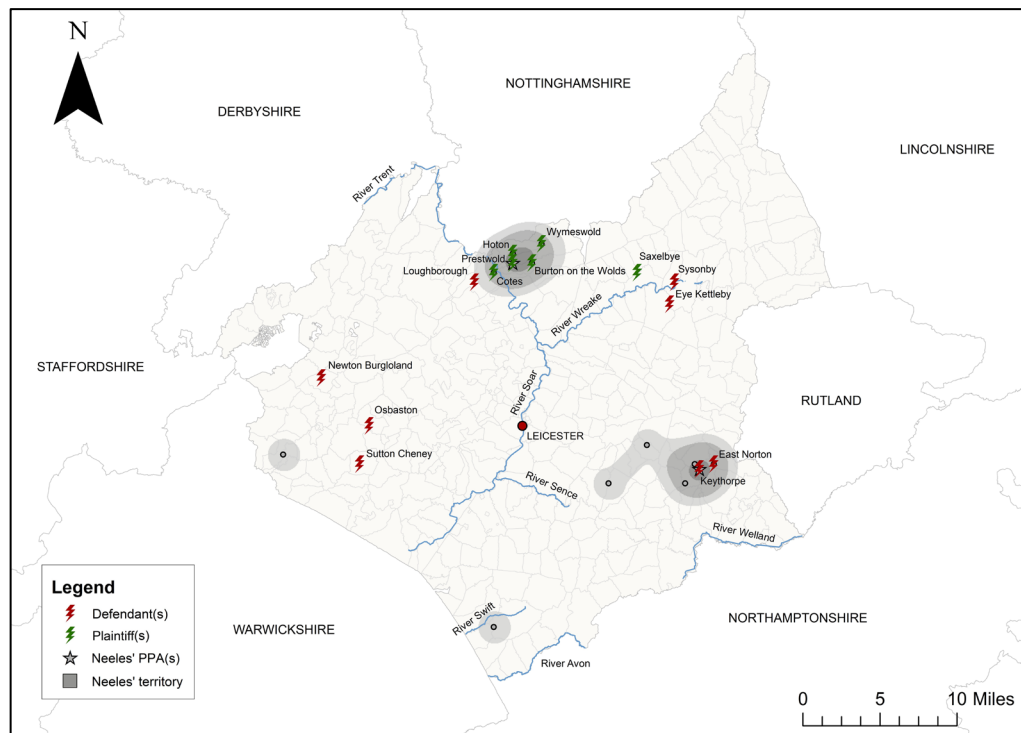 N
NOTTINGHAMSHIRE
DERBYSHIRE
LINCOLNSHIRE
River Trent
Wymeswold
Hoton
Prestwold
Saxelbye
Loughborough
Burton on the Wolds
Sysonby
Cotes
Eye Kettleby
River Wreake
STAFFORDSHIRE
Newton Burgloland
RUTLAND
River Soar
Osbaston
LEICESTER
Sutton Cheney
East Norton
Keythorpe
River Sence
River Welland
Legend
Defendant(s)
Plaintiff(s)
Neeles' PPA(s)
Neeles' territory
WARWICKSHIRE
River Swift
NORTHAMPTONSHIRE
River Avon
0 5 10 Miles